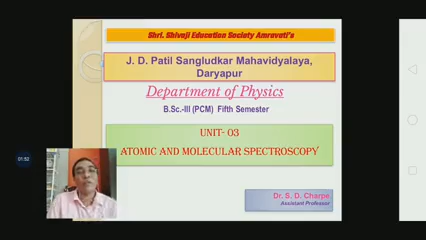 Shri. Shivaji Education Society Amravati's
J. D. Patil Sangludkar Mahavidyalaya,
Daryapur
Department of Physics
B.Sc.-III (PCM) Fifth Semester
UNIT- 03
ATOMIC AND MOLECULAR SPECTROSCOPY
01:52
Dr. S. D. Charpe
Assistant Professor